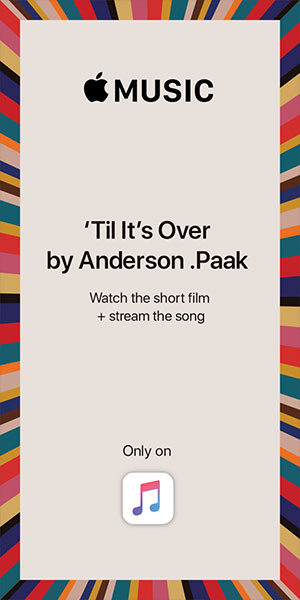 MUSIC
‘Til It’s Over
by Anderson .Paak
Watch the short film
+ stream the song
Only on